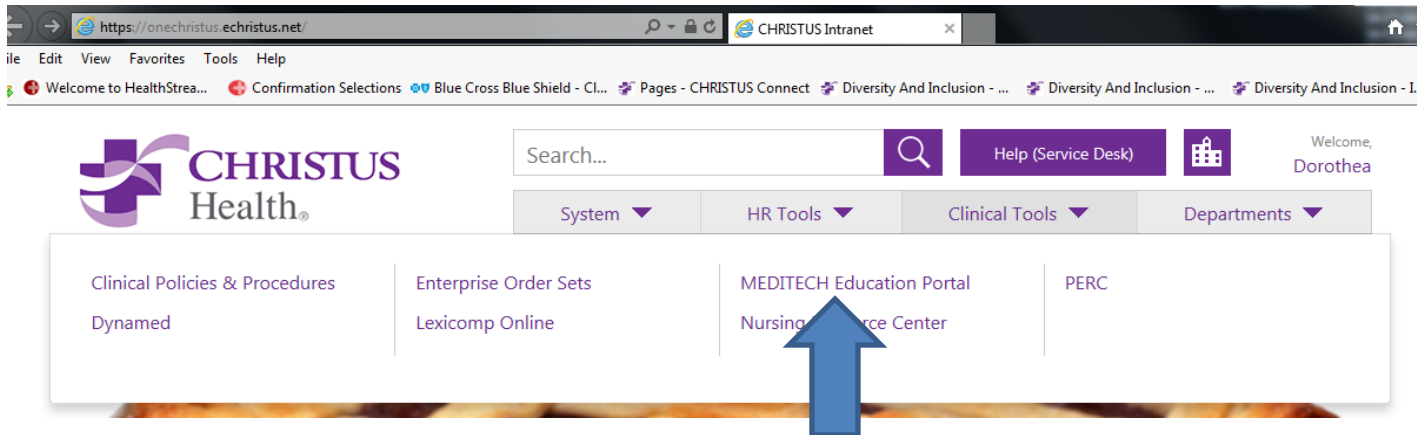 https://onechristus.echristus.net/
CHRISTUS Intranet
Edit View Favorites Tools Help
Welcome to HealthStrea... Confirmation Selections Blue Cross Blue Shield - Cl... Pages - CHRISTUS Connect Diversity And Inclusion - ... Diversity And Inclusion - ... Diversity And Inclusion - I...
CHRISTUS
Health®
Search...
Help (Service Desk)
Welcome,
Dorothea
System HR Tools Clinical Tools Departments
Clinical Policies & Procedures Enterprise Order Sets MEDITECH Education Portal PERC
Dynamed Lexicomp Online Nursing Center